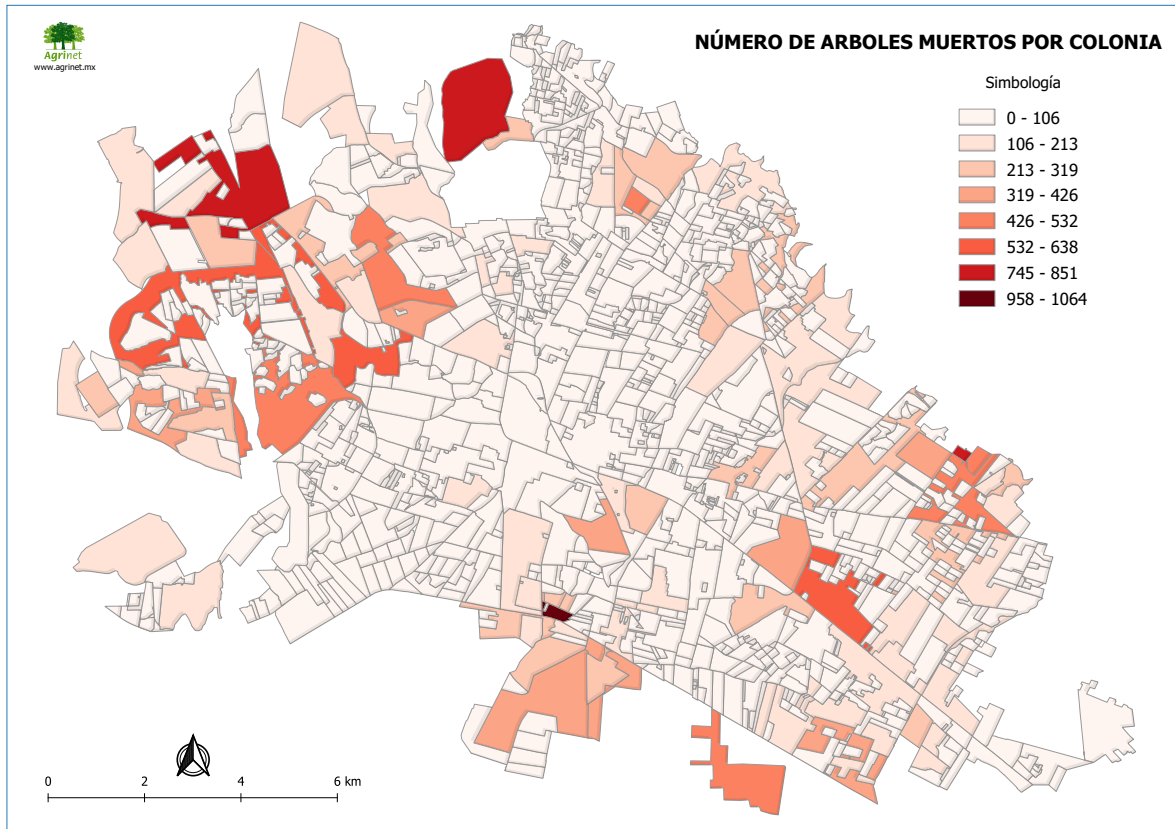 Agrinet
www.agrinet.mx
NÚMERO DE ARBOLES MUERTOS POR COLONIA
Simbología
0 - 106
106 - 213
213 - 319
319 - 426
426 - 532
532 - 638
745 - 851
958 - 1064
0 2 4 6 km